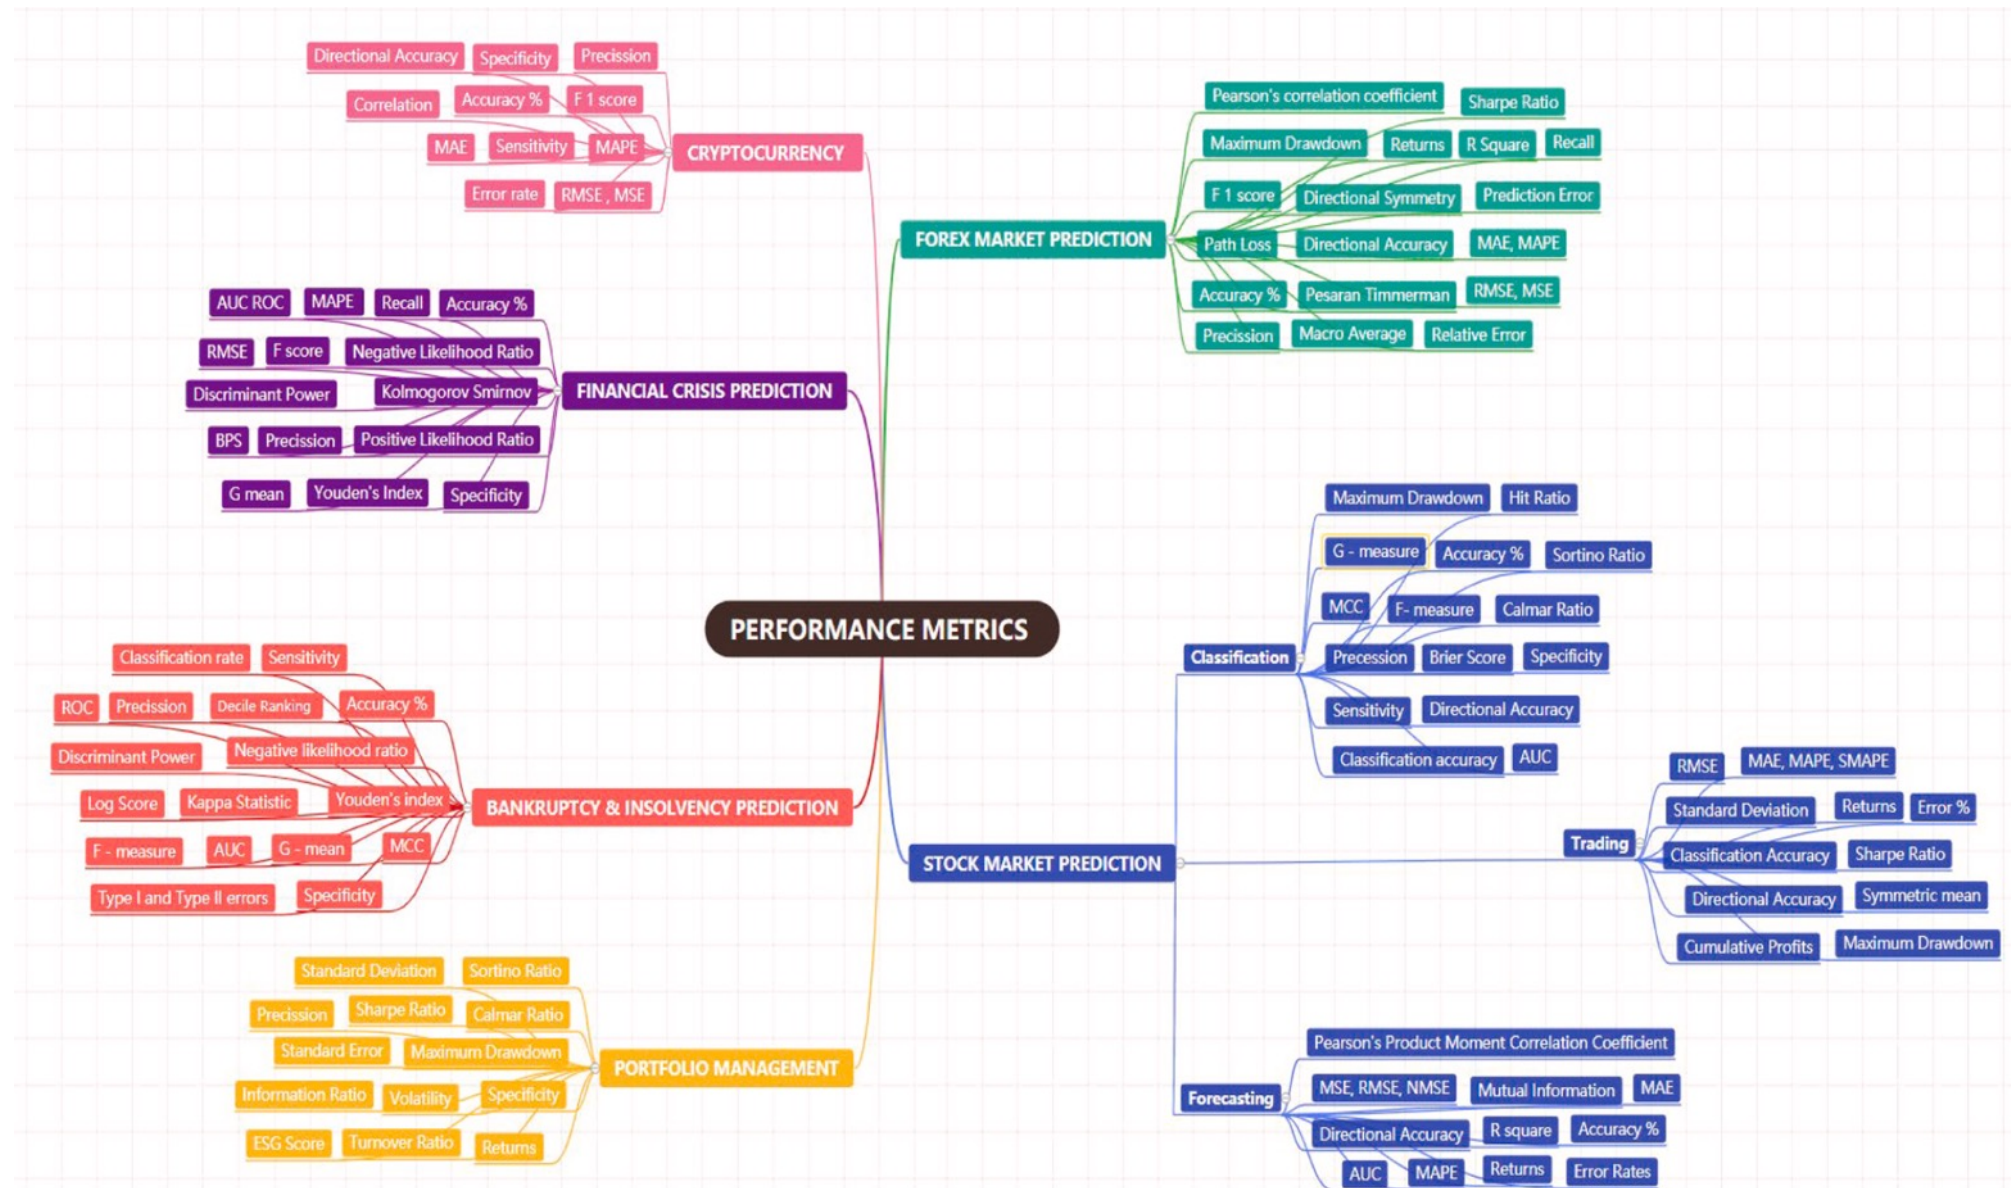 Directional Accuracy Specificity Precission
Correlation Accuracy % F 1 score
MAE Sensitivity MAPE
Error rate RMSE , MSE
CRYPTOCURRENCY
AUC ROC MAPE Recall Accuracy %
RMSE F score Negative Likelihood Ratio
Discriminant Power Kolmogorov Smirnov
BPS Precission Positive Likelihood Ratio
G mean Youden's Index Specificity
FINANCIAL CRISIS PREDICTION
Classification rate Sensitivity
ROC Precission Decile Ranking Accuracy %
Discriminant Power Negative likelihood ratio
Log Score Kappa Statistic Youden's index
F - measure AUC G - mean MCC
Type I and Type II errors Specificity
BANKRUPTCY & INSOLVENCY PREDICTION
Standard Deviation Sortino Ratio
Precission Sharpe Ratio Calmar Ratio
Standard Error Maximum Drawdown
Information Ratio Volatility Specificity
ESG Score Turnover Ratio Returns
PORTFOLIO MANAGEMENT
PERFORMANCE METRICS
FOREX MARKET PREDICTION
Pearson's correlation coefficient Sharpe Ratio
Maximum Drawdown Returns R Square Recall
F 1 score Directional Symmetry Prediction Error
Path Loss Directional Accuracy MAE, MAPE
Accuracy % Pesaran Timmerman RMSE, MSE
Precission Macro Average Relative Error
STOCK MARKET PREDICTION
Classification
Maximum Drawdown Hit Ratio
G - measure Accuracy % Sortino Ratio
MCC F- measure Calmar Ratio
Precession Brier Score Specificity
Sensitivity Directional Accuracy
Classification accuracy AUC
Trading
RMSE MAE, MAPE, SMAPE
Standard Deviation Returns Error %
Classification Accuracy Sharpe Ratio
Directional Accuracy Symmetric mean
Cumulative Profits Maximum Drawdown
Forecasting
Pearson's Product Moment Correlation Coefficient
MSE, RMSE, NMSE Mutual Information MAE
Directional Accuracy R square Accuracy %
AUC MAPE Returns Error Rates